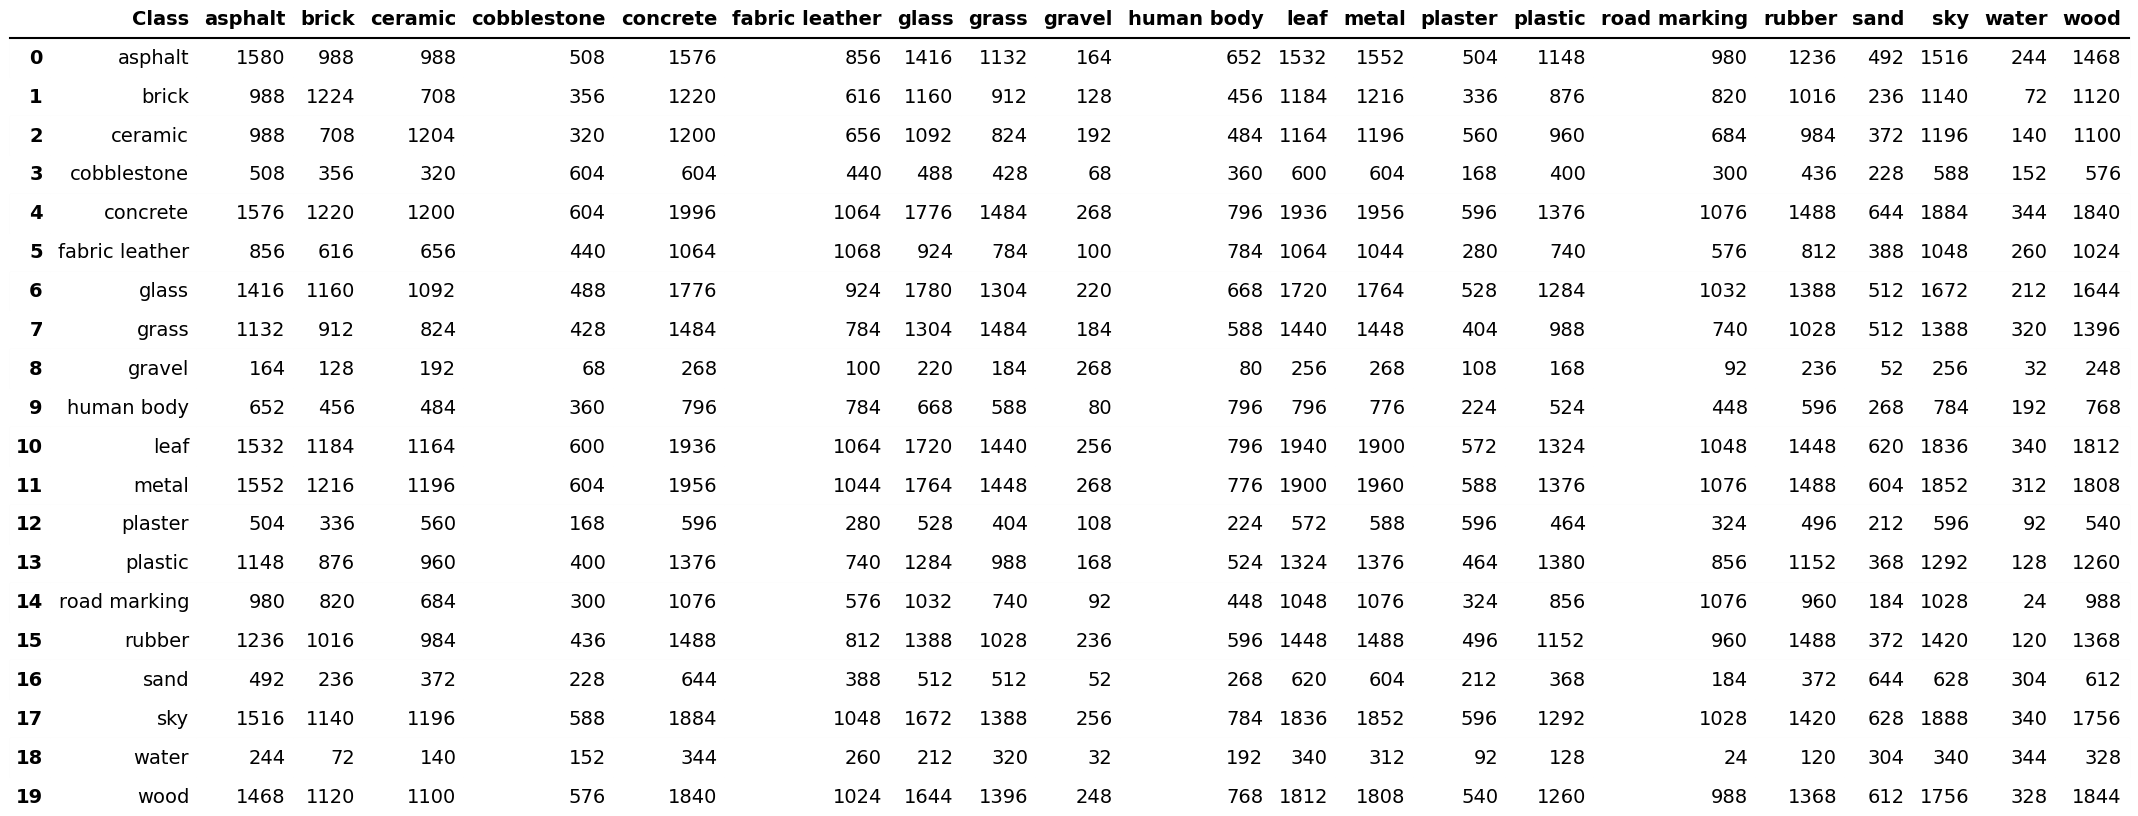 Class asphalt brick ceramic cobblestone concrete fabric leather glass grass gravel human body leaf metal plaster plastic road marking rubber sand sky water wood
0 asphalt 1580 988 988 508 1576 856 1416 1132 164 652 1532 1552 504 1148 980 1236 492 1516 244 1468
1 brick 988 1224 708 356 1220 616 1160 912 128 456 1184 1216 336 876 820 1016 236 1140 72 1120
2 ceramic 988 708 1204 320 1200 656 1092 824 192 484 1164 1196 560 960 684 984 372 1196 140 1100
3 cobblestone 508 356 320 604 604 440 488 428 68 360 600 604 168 400 300 436 228 588 152 576
4 concrete 1576 1220 1200 604 1996 1064 1776 1484 268 796 1936 1956 596 1376 1076 1488 644 1884 344 1840
5 fabric leather 856 616 656 440 1064 1068 924 784 100 784 1064 1044 280 740 576 812 388 1048 260 1024
6 glass 1416 1160 1092 488 1776 924 1780 1304 220 668 1720 1764 528 1284 1032 1388 512 1672 212 1644
7 grass 1132 912 824 428 1484 784 1304 1484 184 588 1440 1448 404 988 740 1028 512 1388 320 1396
8 gravel 164 128 192 68 268 100 220 184 268 80 256 268 108 168 92 236 52 256 32 248
9 human body 652 456 484 360 796 784 668 588 80 796 796 776 224 524 448 596 268 784 192 768
10 leaf 1532 1184 1164 600 1936 1064 1720 1440 256 796 1940 1900 572 1324 1048 1448 620 1836 340 1812
11 metal 1552 1216 1196 604 1956 1044 1764 1448 268 776 1900 1960 588 1376 1076 1488 604 1852 312 1808
12 plaster 504 336 560 168 596 280 528 404 108 224 572 588 596 464 324 496 212 596 92 540
13 plastic 1148 876 960 400 1376 740 1284 988 168 524 1324 1376 464 1380 856 1152 368 1292 128 1260
14 road marking 980 820 684 300 1076 576 1032 740 92 448 1048 1076 324 856 1076 960 184 1028 24 988
15 rubber 1236 1016 984 436 1488 812 1388 1028 236 596 1448 1488 496 1152 960 1488 372 1420 120 1368
16 sand 492 236 372 228 644 388 512 512 52 268 620 604 212 368 184 372 644 628 304 612
17 sky 1516 1140 1196 588 1884 1048 1672 1388 256 784 1836 1852 596 1292 1028 1420 628 1888 340 1756
18 water 244 72 140 152 344 260 212 320 32 192 340 312 92 128 24 120 304 340 344 328
19 wood 1468 1120 1100 576 1840 1024 1644 1396 248 768 1812 1808 540 1260 988 1368 612 1756 328 1844